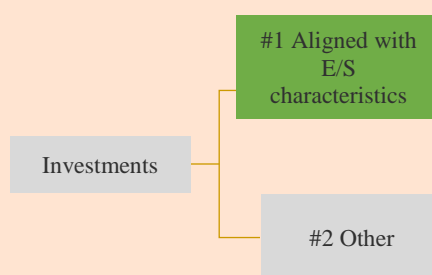 #1 Aligned with
E/S
characteristics
Investments
#2 Other